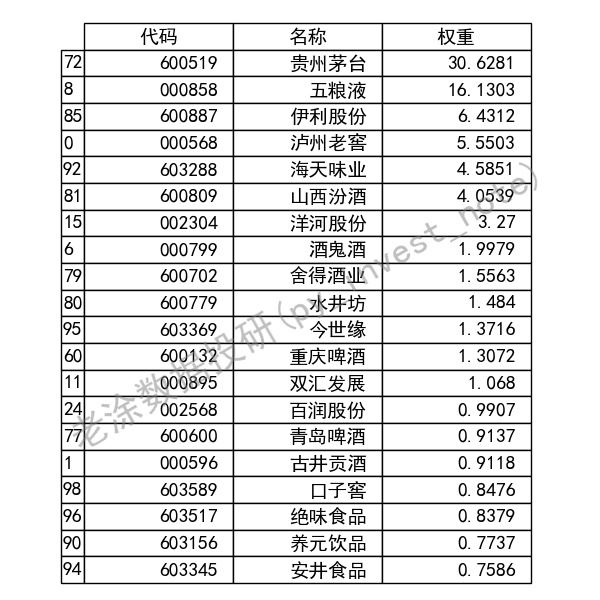 代码 名称 权重
72 600519 贵州茅台 30.6281
8 000858 五粮液 16.1303
85 600887 伊利股份 6.4312
0 000568 泸州老窖 5.5503
92 603288 海天味业 4.5851
81 600809 山西汾酒 4.0539
15 002304 洋河股份 3.27
6 000799 酒鬼酒 1.9979
79 600702 舍得酒业 1.5563
80 600779 水井坊 1.484
95 603369 今世缘 1.3716
60 600132 重庆啤酒 1.3072
11 000895 双汇发展 1.068
24 002568 百润股份 0.9907
77 600600 青岛啤酒 0.9137
1 000596 古井贡酒 0.9118
98 603589 口子窖 0.8476
96 603517 绝味食品 0.8379
90 603156 养元饮品 0.7737
94 603345 安井食品 0.7586
老涂数据投研(py_invest_note)